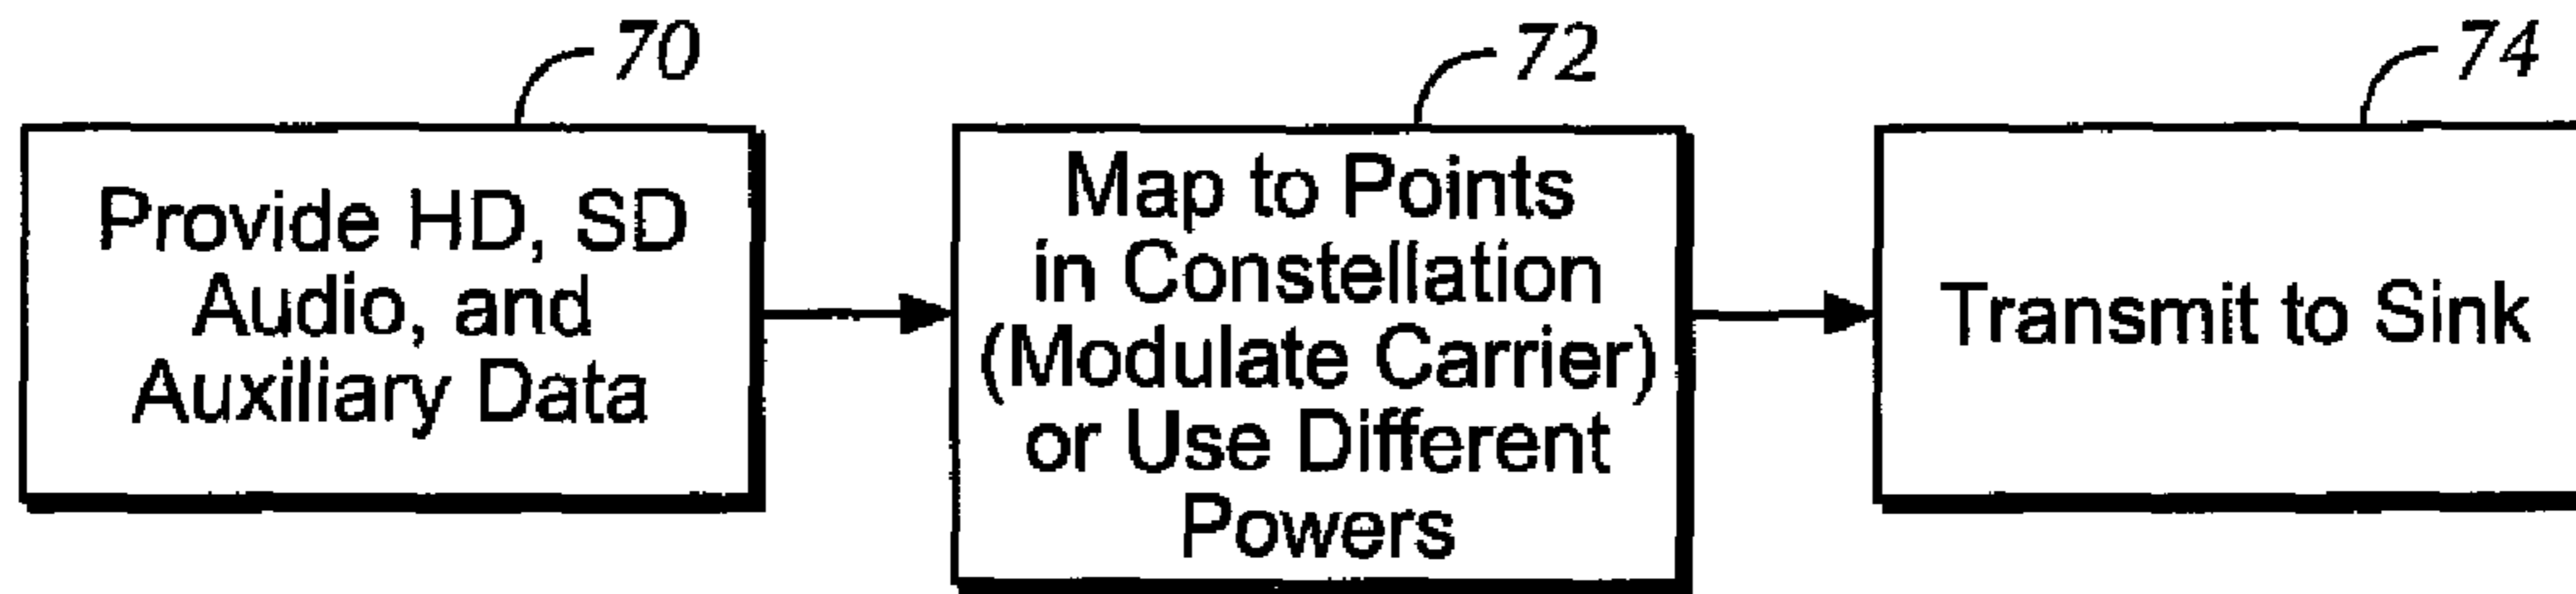 70
Provide HD, SD
Audio, and
Auxiliary Data
72
Map to Points
in Constellation
(Modulate Carrier)
or Use Different
Powers
74
Transmit to Sink